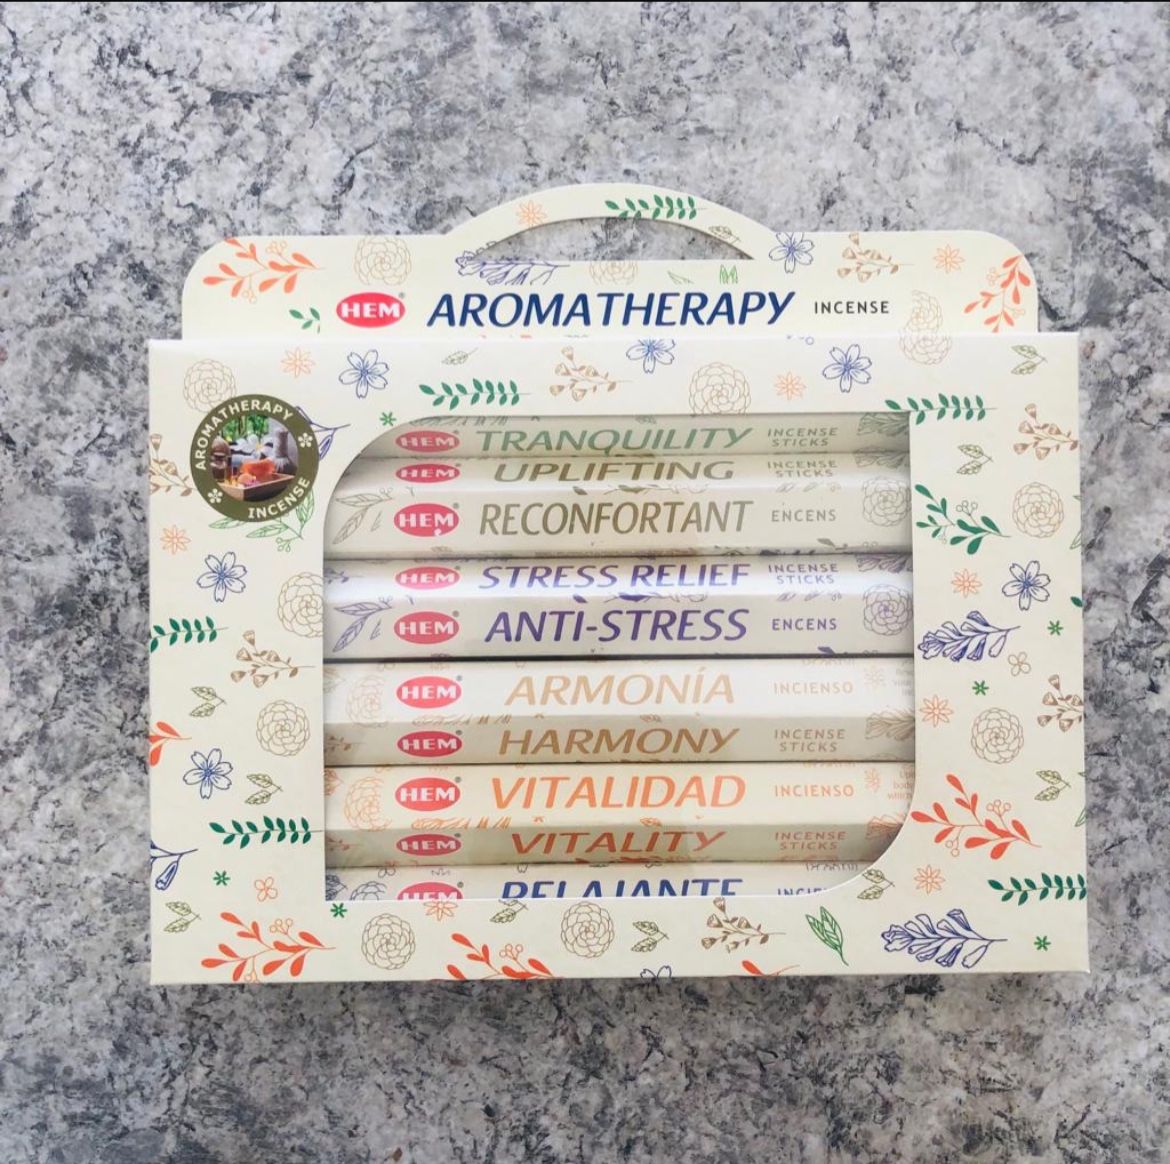 HEM AROMATHERAPY INCENSE
AROMATHERAPY
INCENSE
HEM TRANQUILITY INCENSE STICKS
HEM UPLIFTING INCENSE STICKS
HEM RECONFORTANT ENCENS
HEM STRESS RELIEF INCENSE STICKS
HEM ANTI-STRESS ENCENS
HEM ARMONÍA INCIENSO
HEM HARMONY INCENSE STICKS
HEM VITALIDAD INCIENSO
HEM VITALITY INCENSE STICKS
HEM RELAJANTE